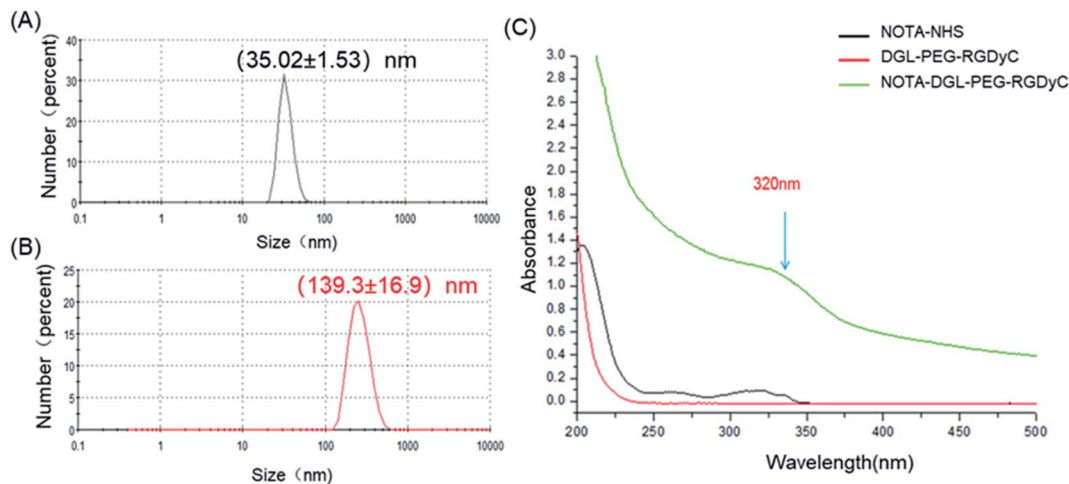 (A)
(35.02±1.53) nm
Number (percent)
40
30
20
10
0
0.1 1 10 100 1000 10000
Size (nm)
(B)
(139.3±16.9) nm
Number (percent)
25
20
15
10
5
0
0.1 1 10 100 1000 10000
Size (nm)
(C)
NOTA-NHS
DGL-PEG-RGDyC
NOTA-DGL-PEG-RGDyC
320nm
Absorbance
3.0
2.8
2.6
2.4
2.2
2.0
1.8
1.6
1.4
1.2
1.0
0.8
0.6
0.4
0.2
0.0
200 250 300 350 400 450 500
Wavelength(nm)